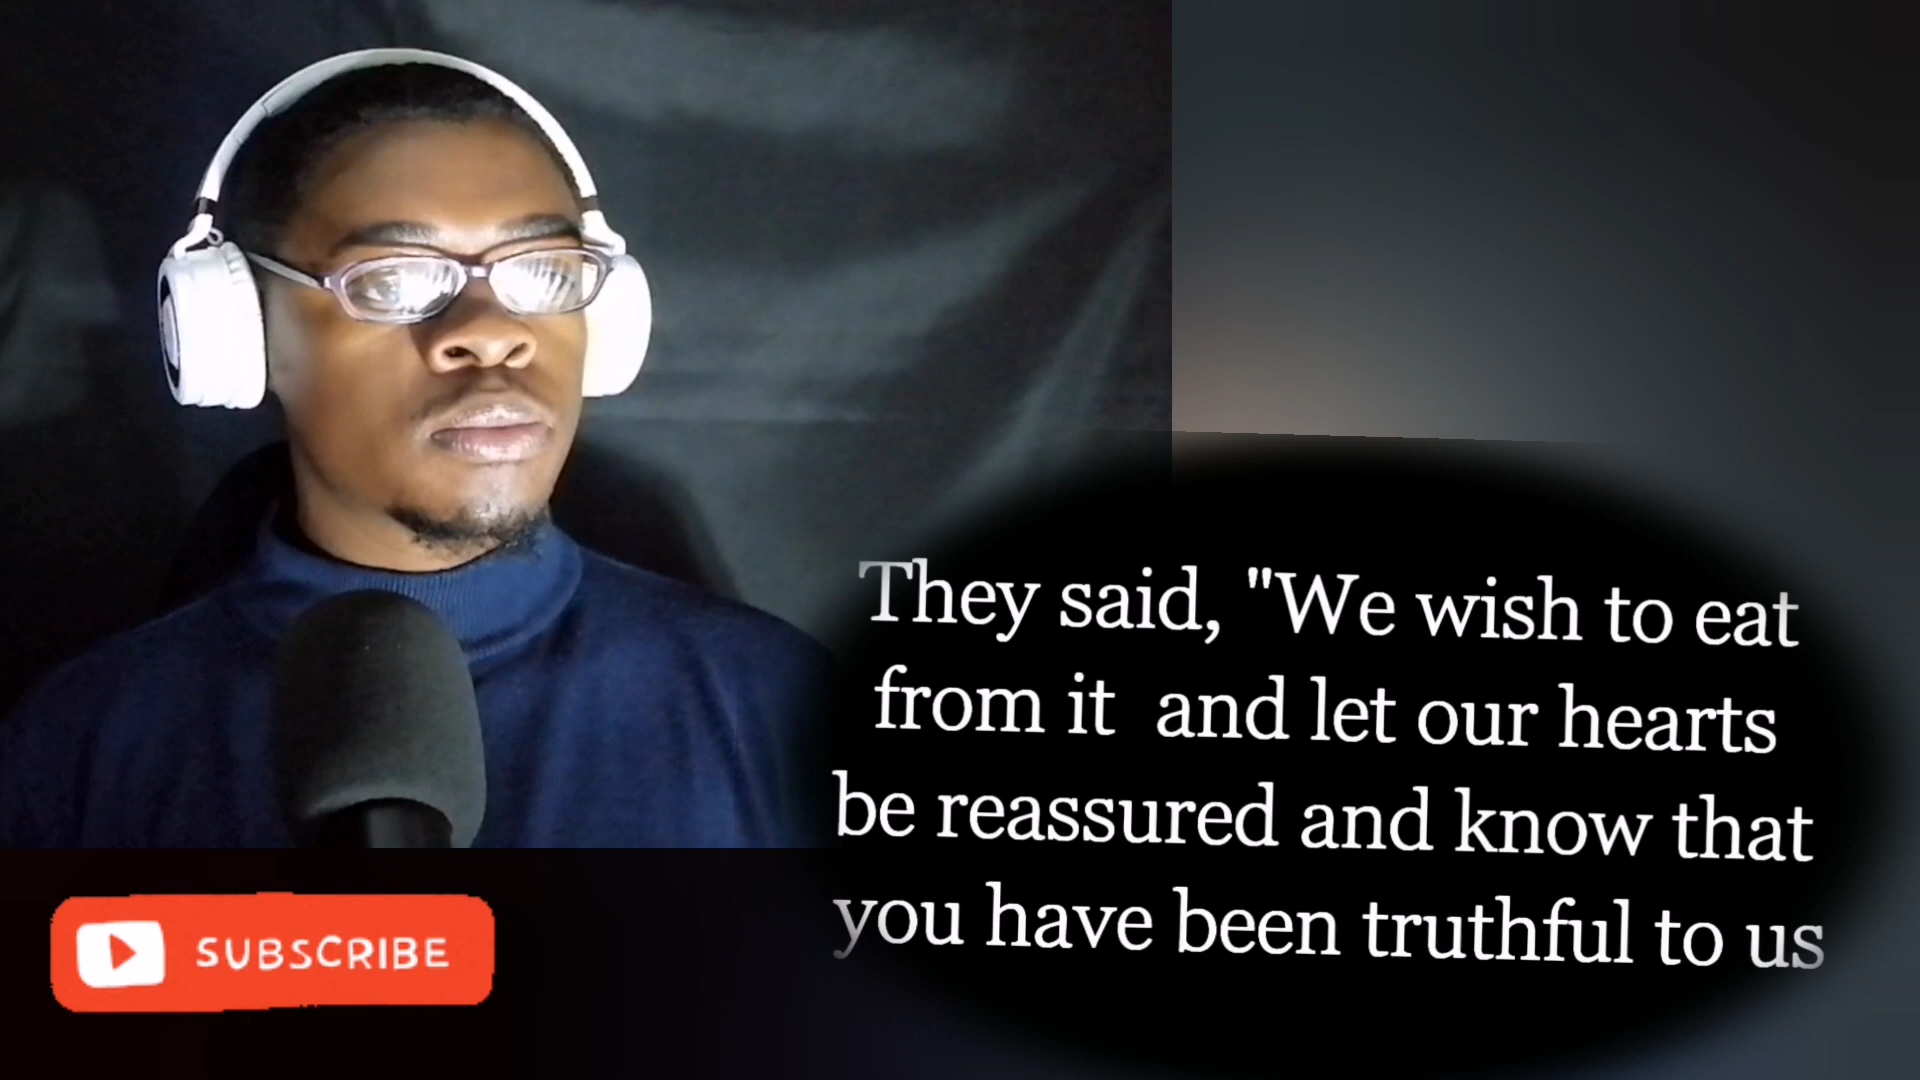 They said, "We wish to eat
from it and let our hearts
be reassured and know that
you have been truthful to us
SUBSCRIBE